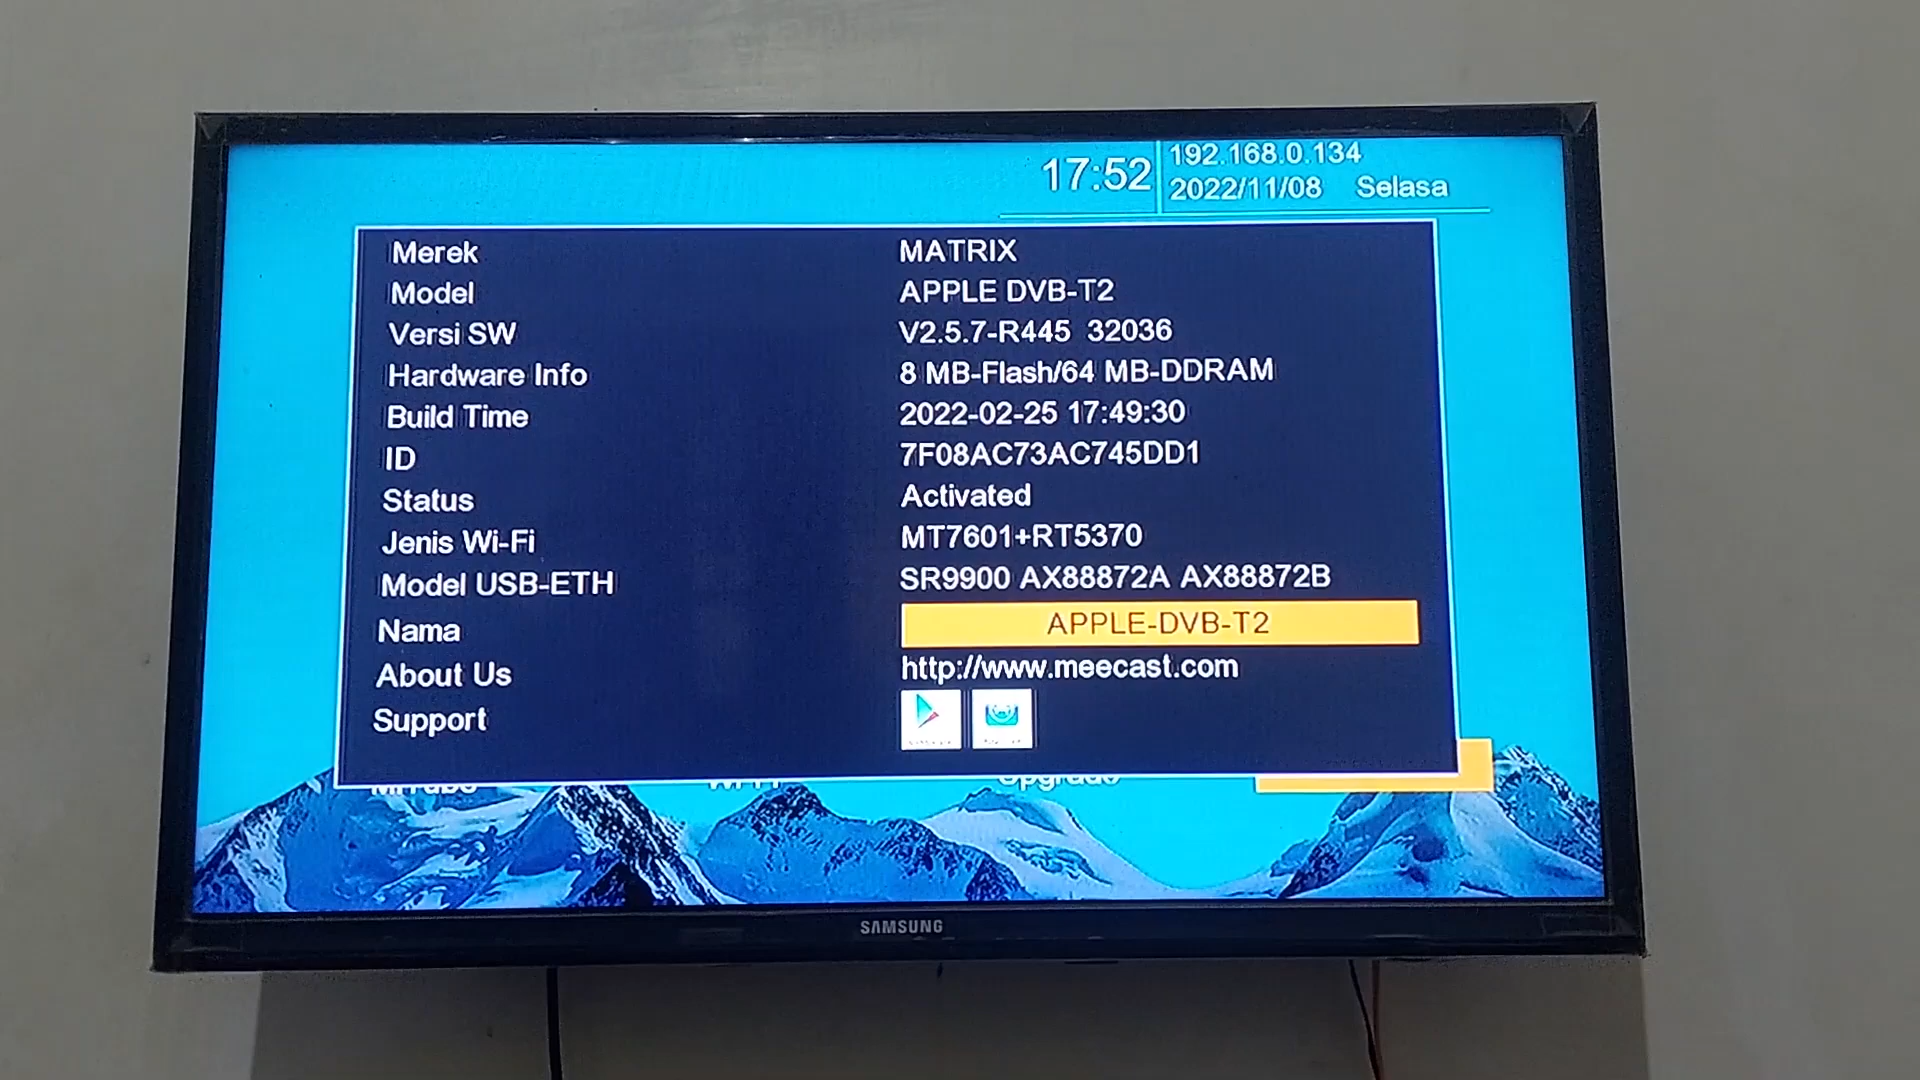 17:52
192.168.0.134
2022/11/08 Selasa
Merek MATRIX
Model APPLE DVB-T2
Versi SW V2.5.7-R445 32036
Hardware Info 8 MB-Flash/64 MB-DDRAM
Build Time 2022-02-25 17:49:30
ID 7F08AC73AC745DD1
Status Activated
Jenis Wi-Fi MT7601+RT5370
Model USB-ETH SR9900 AX88872A AX88872B
Nama APPLE-DVB-T2
About Us http://www.meecast.com
Support
Upgrade
SAMSUNG